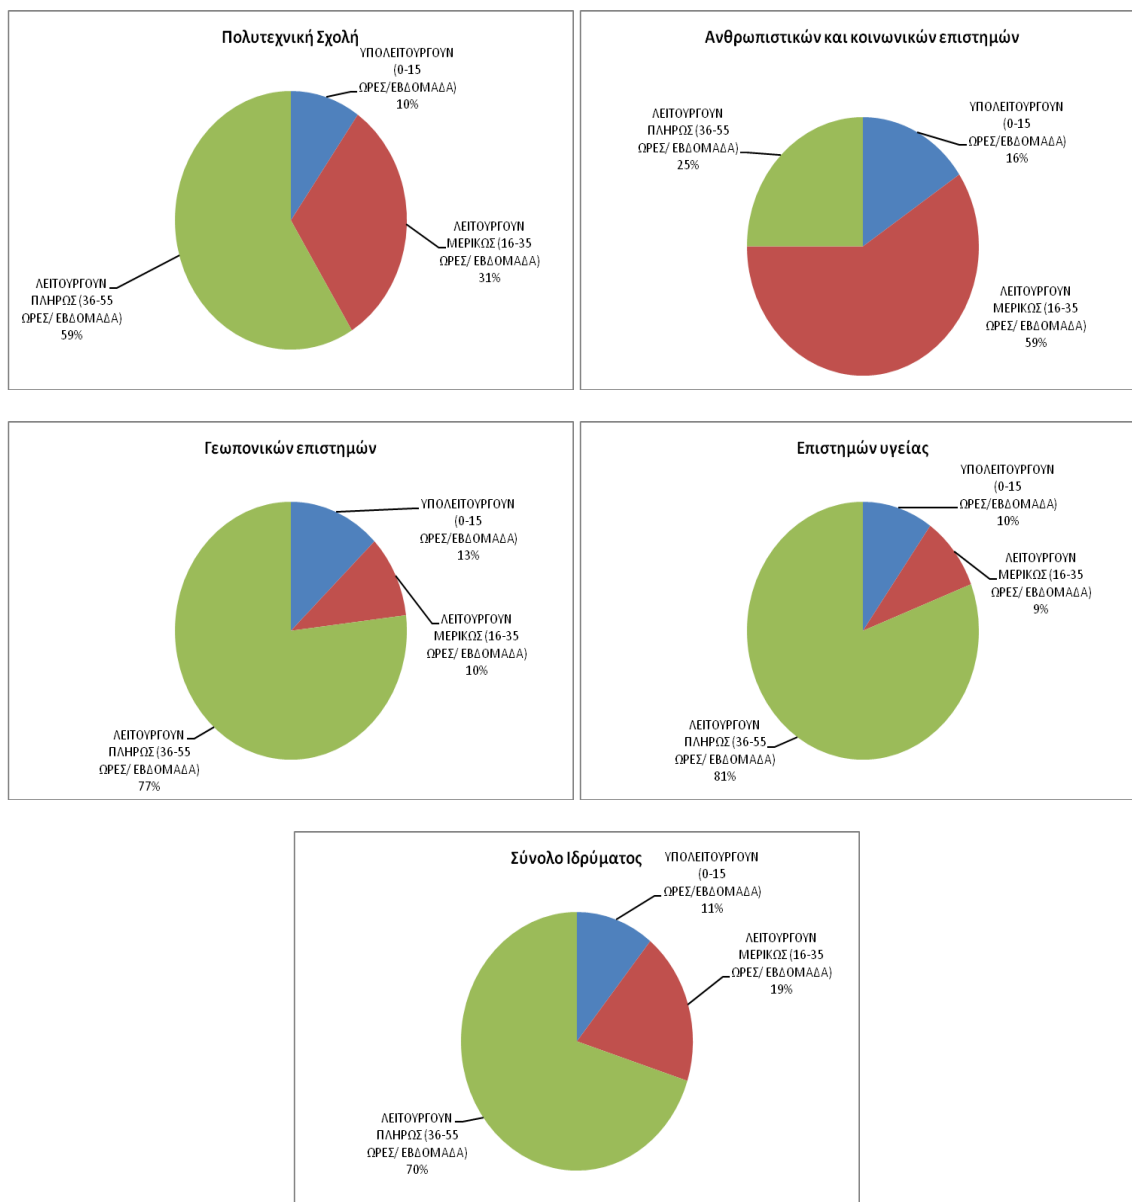 Πολυτεχνική Σχολή
ΥΠΟΛΕΙΤΟΥΡΓΟΥΝ
(0-15
ΩΡΕΣ/ΕΒΔΟΜΑΔΑ)
10%
ΛΕΙΤΟΥΡΓΟΥΝ
ΜΕΡΙΚΩΣ (16-35
ΩΡΕΣ/ ΕΒΔΟΜΑΔΑ)
31%
ΛΕΙΤΟΥΡΓΟΥΝ
ΠΛΗΡΩΣ (36-55
ΩΡΕΣ/ ΕΒΔΟΜΑΔΑ)
59%
Ανθρωπιστικών και κοινωνικών επιστημών
ΥΠΟΛΕΙΤΟΥΡΓΟΥΝ
(0-15
ΩΡΕΣ/ΕΒΔΟΜΑΔΑ)
16%
ΛΕΙΤΟΥΡΓΟΥΝ
ΠΛΗΡΩΣ (36-55
ΩΡΕΣ/ ΕΒΔΟΜΑΔΑ)
25%
ΛΕΙΤΟΥΡΓΟΥΝ
ΜΕΡΙΚΩΣ (16-35
ΩΡΕΣ/ ΕΒΔΟΜΑΔΑ)
59%
Γεωπονικών επιστημών
ΥΠΟΛΕΙΤΟΥΡΓΟΥΝ
(0-15
ΩΡΕΣ/ΕΒΔΟΜΑΔΑ)
13%
ΛΕΙΤΟΥΡΓΟΥΝ
ΜΕΡΙΚΩΣ (16-35
ΩΡΕΣ/ ΕΒΔΟΜΑΔΑ)
10%
ΛΕΙΤΟΥΡΓΟΥΝ
ΠΛΗΡΩΣ (36-55
ΩΡΕΣ/ ΕΒΔΟΜΑΔΑ)
77%
Επιστημών υγείας
ΥΠΟΛΕΙΤΟΥΡΓΟΥΝ
(0-15
ΩΡΕΣ/ΕΒΔΟΜΑΔΑ)
10%
ΛΕΙΤΟΥΡΓΟΥΝ
ΜΕΡΙΚΩΣ (16-35
ΩΡΕΣ/ ΕΒΔΟΜΑΔΑ)
9%
ΛΕΙΤΟΥΡΓΟΥΝ
ΠΛΗΡΩΣ (36-55
ΩΡΕΣ/ ΕΒΔΟΜΑΔΑ)
81%
Σύνολο Ιδρύματος
ΥΠΟΛΕΙΤΟΥΡΓΟΥΝ
(0-15
ΩΡΕΣ/ΕΒΔΟΜΑΔΑ)
11%
ΛΕΙΤΟΥΡΓΟΥΝ
ΜΕΡΙΚΩΣ (16-35
ΩΡΕΣ/ ΕΒΔΟΜΑΔΑ)
19%
ΛΕΙΤΟΥΡΓΟΥΝ
ΠΛΗΡΩΣ (36-55
ΩΡΕΣ/ ΕΒΔΟΜΑΔΑ)
70%